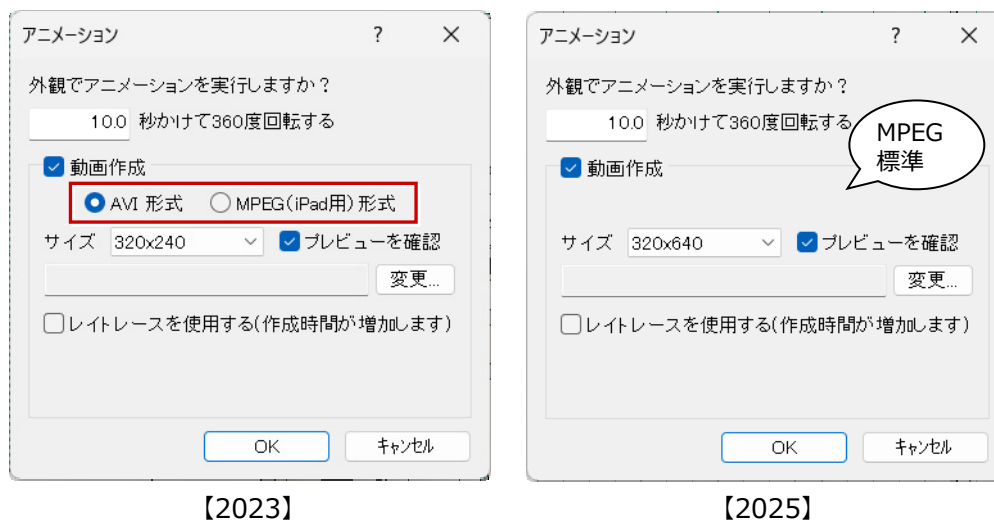 アニメーション ? ×
外観でアニメーションを実行しますか？
10.0 秒かけて360度回転する
動画作成
AVI 形式 MPEG(iPad用)形式
サイズ 320x240 プレビューを確認
変更...
レイトレースを使用する(作成時間が増加します)
OK キャンセル
【2023】
アニメーション ? ×
外観でアニメーションを実行しますか？
10.0 秒かけて360度回転する
MPEG
標準
動画作成
サイズ 320x640 プレビューを確認
変更...
レイトレースを使用する(作成時間が増加します)
OK キャンセル
【2025】